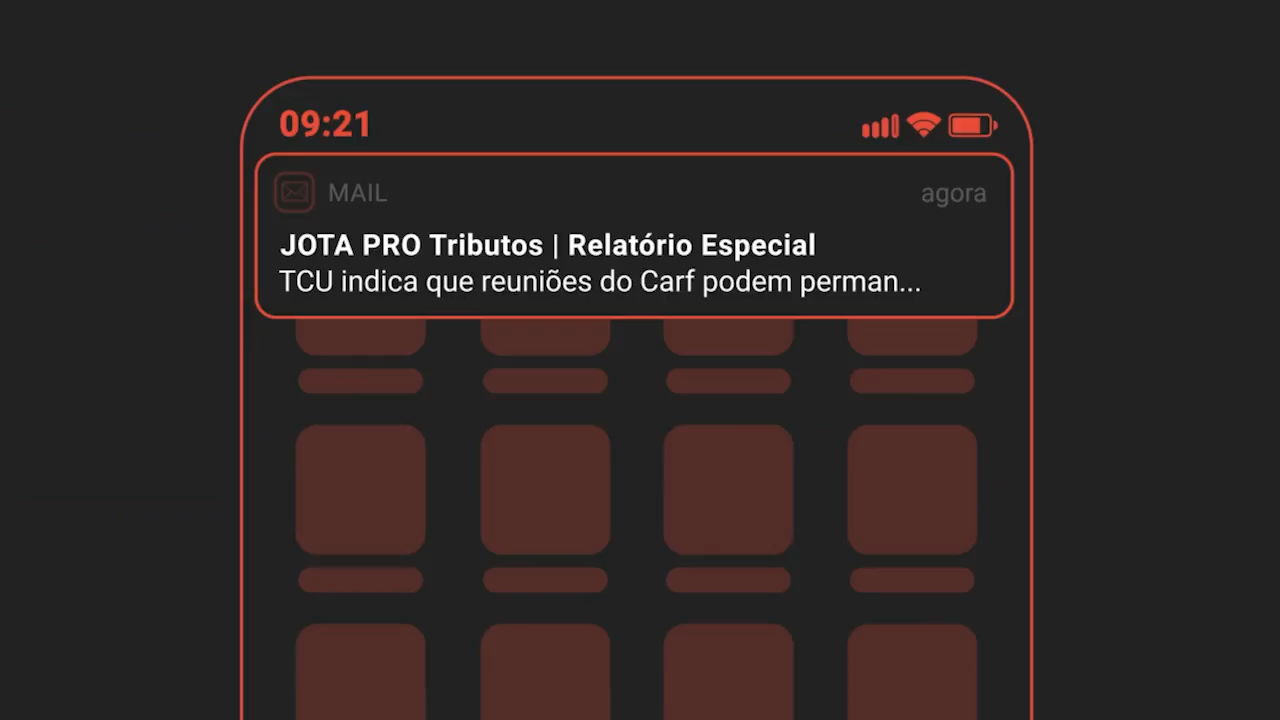 09:21
MAIL agora
JOTA PRO Tributos | Relatório Especial
TCU indica que reuniões do Carf podem perman...